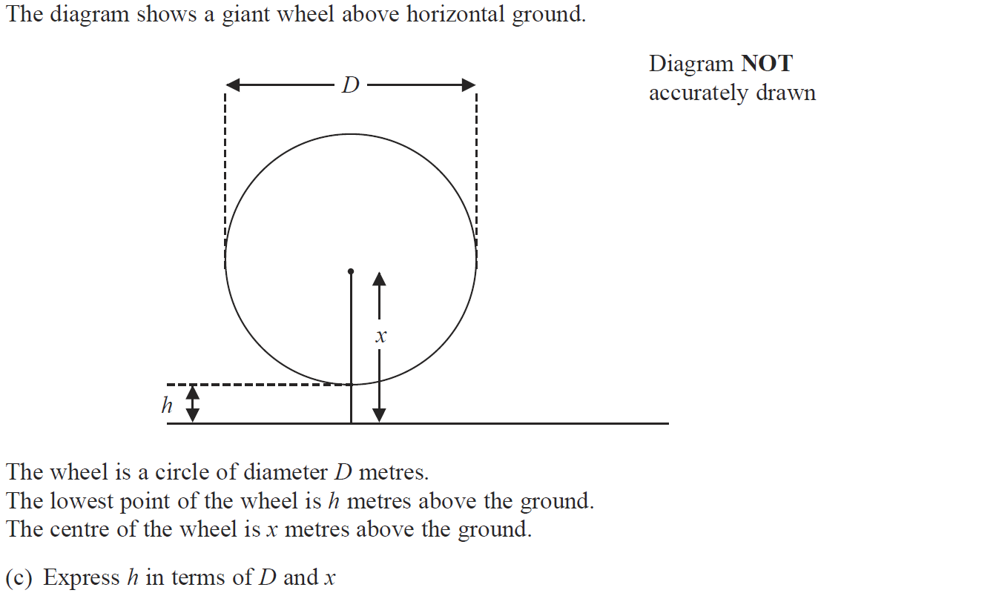 The diagram shows a giant wheel above horizontal ground.
Diagram NOT
accurately drawn
D
x
h
The wheel is a circle of diameter D metres.
The lowest point of the wheel is h metres above the ground.
The centre of the wheel is x metres above the ground.
(c) Express h in terms of D and x